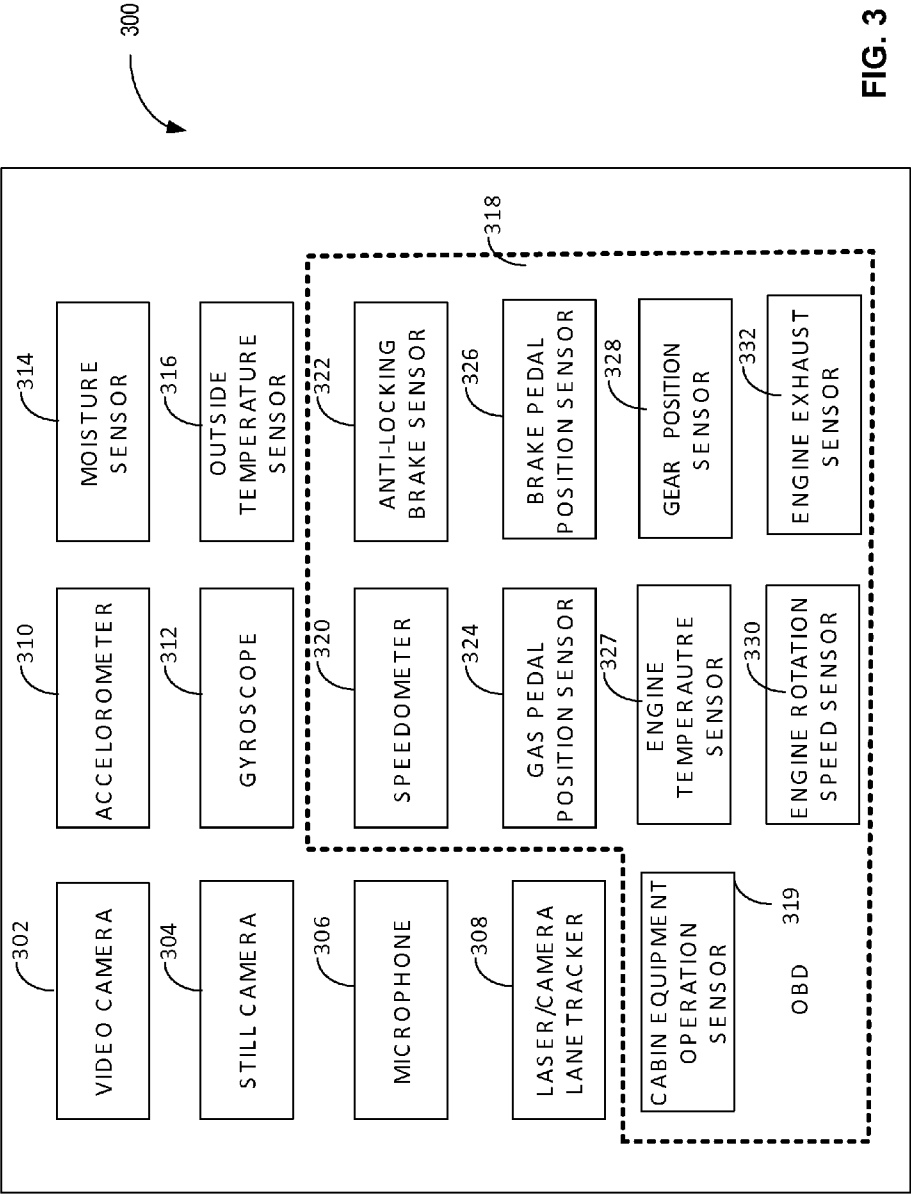 300
302
VIDEO CAMERA
310
ACCELOROMETER
314
MOISTURE
SENSOR
304
STILL CAMERA
312
GYROSCOPE
316
OUTSIDE
TEMPERATURE
SENSOR
306
MICROPHONE
320
SPEEDOMETER
322
ANTI-LOCKING
BRAKE SENSOR
318
308
LASER/CAMERA
LANE TRACKER
324
GAS PEDAL
POSITION SENSOR
326
BRAKE PEDAL
POSITION SENSOR
CABIN EQUIPMENT
OPERATION
SENSOR
319
327
ENGINE
TEMPERAUTRE
SENSOR
328
GEAR POSITION
SENSOR
OBD
330
ENGINE ROTATION
SPEED SENSOR
332
ENGINE EXHAUST
SENSOR
FIG. 3